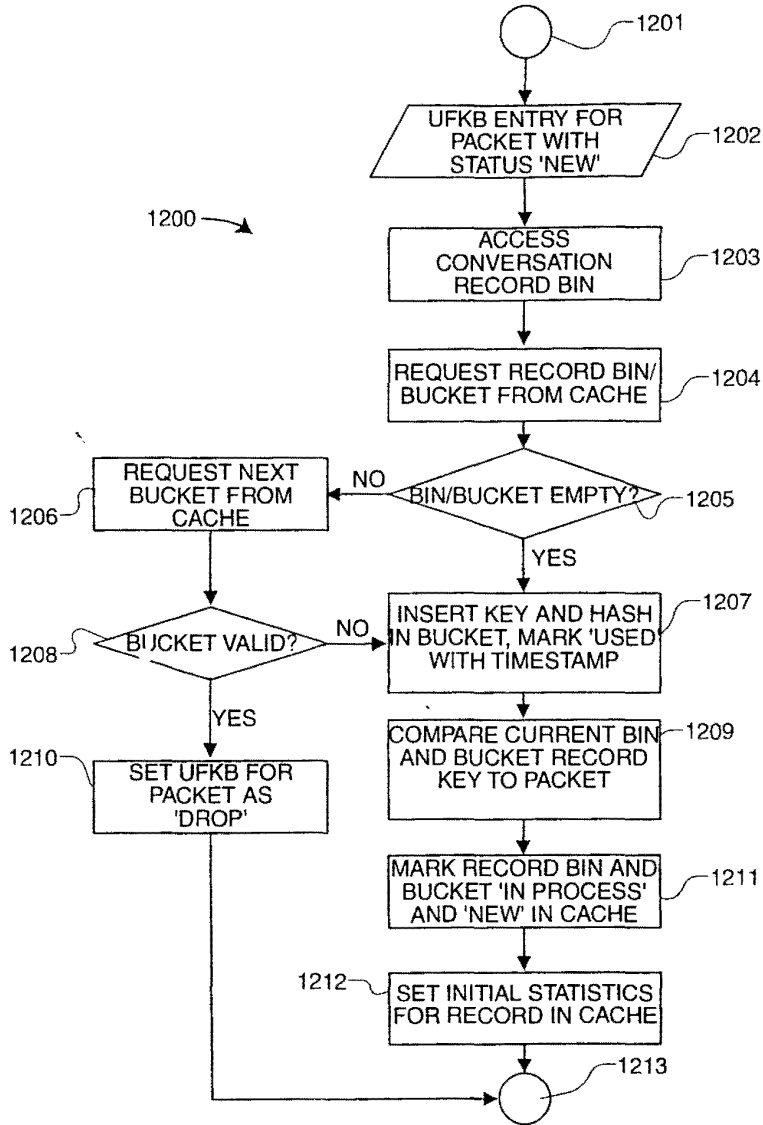 1201
UFKB ENTRY FOR
PACKET WITH
STATUS 'NEW'
1202
1200
ACCESS
CONVERSATION
RECORD BIN
1203
REQUEST RECORD BIN/
BUCKET FROM CACHE
1204
REQUEST NEXT
BUCKET FROM
CACHE
1206
NO
BIN/BUCKET EMPTY?
1205
YES
INSERT KEY AND HASH
IN BUCKET, MARK 'USED'
WITH TIMESTAMP
1207
BUCKET VALID?
1208
NO
YES
COMPARE CURRENT BIN
AND BUCKET RECORD
KEY TO PACKET
1209
1210
SET UFKB FOR
PACKET AS
'DROP'
MARK RECORD BIN AND
BUCKET 'IN PROCESS'
AND 'NEW' IN CACHE
1211
1212
SET INITIAL STATISTICS
FOR RECORD IN CACHE
1213